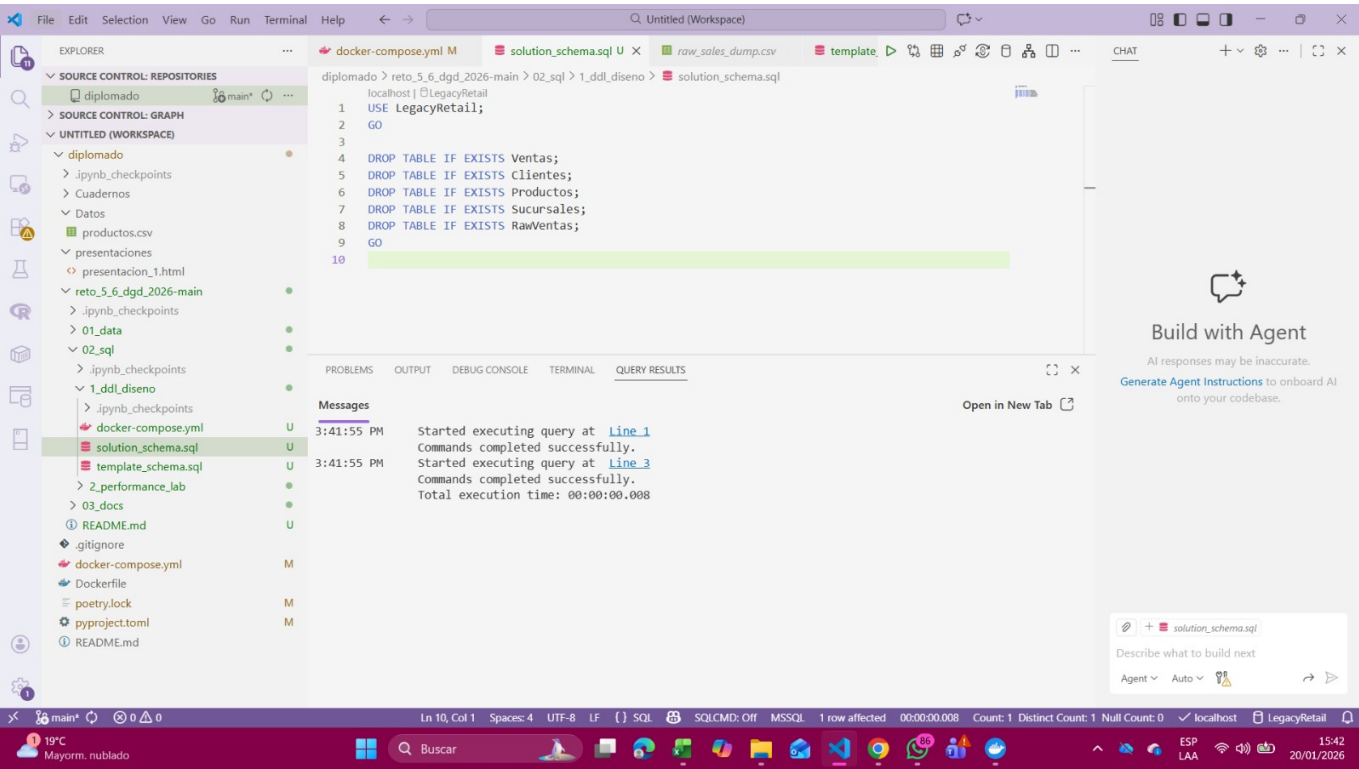 File Edit Selection View Go Run Terminal Help
Untitled (Workspace)
EXPLORER
SOURCE CONTROL: REPOSITORIES
diplomado main*
SOURCE CONTROL: GRAPH
UNTITLED (WORKSPACE)
diplomado
.ipynb_checkpoints
Cuadernos
Datos
productos.csv
presentaciones
presentacion_1.html
reto_5_6_dgd_2026-main
.ipynb_checkpoints
01_data
02_sql
.ipynb_checkpoints
1_ddl_diseno
.ipynb_checkpoints
docker-compose.yml U
solution_schema.sql U
template_schema.sql U
2_performance_lab
03_docs
README.md U
.gitignore
docker-compose.yml M
Dockerfile
poetry.lock M
pyproject.toml M
README.md
docker-compose.yml M solution_schema.sql U raw_sales_dump.csv template_
diplomado > reto_5_6_dgd_2026-main > 02_sql > 1_ddl_diseno > solution_schema.sql
localhost | LegacyRetail
1 USE LegacyRetail;
2 GO
3
4 DROP TABLE IF EXISTS Ventas;
5 DROP TABLE IF EXISTS Clientes;
6 DROP TABLE IF EXISTS Productos;
7 DROP TABLE IF EXISTS Sucursales;
8 DROP TABLE IF EXISTS RawVentas;
9 GO
10
PROBLEMS OUTPUT DEBUG CONSOLE TERMINAL QUERY RESULTS
Messages Open in New Tab
3:41:55 PM Started executing query at Line 1
Commands completed successfully.
3:41:55 PM Started executing query at Line 3
Commands completed successfully.
Total execution time: 00:00:00.008
CHAT
Build with Agent
AI responses may be inaccurate.
Generate Agent Instructions to onboard AI
onto your codebase.
solution_schema.sql
Describe what to build next
Agent Auto
main* 0 0 Ln 10, Col 1 Spaces: 4 UTF-8 LF {} SQL SQLCMD: Off MSSQL 1 row affected 00:00:00.008 Count: 1 Distinct Count: 1 Null Count: 0 localhost LegacyRetail
1
19°C
Mayorm. nublado
Buscar
86
ESP
LAA
15:42
20/01/2026